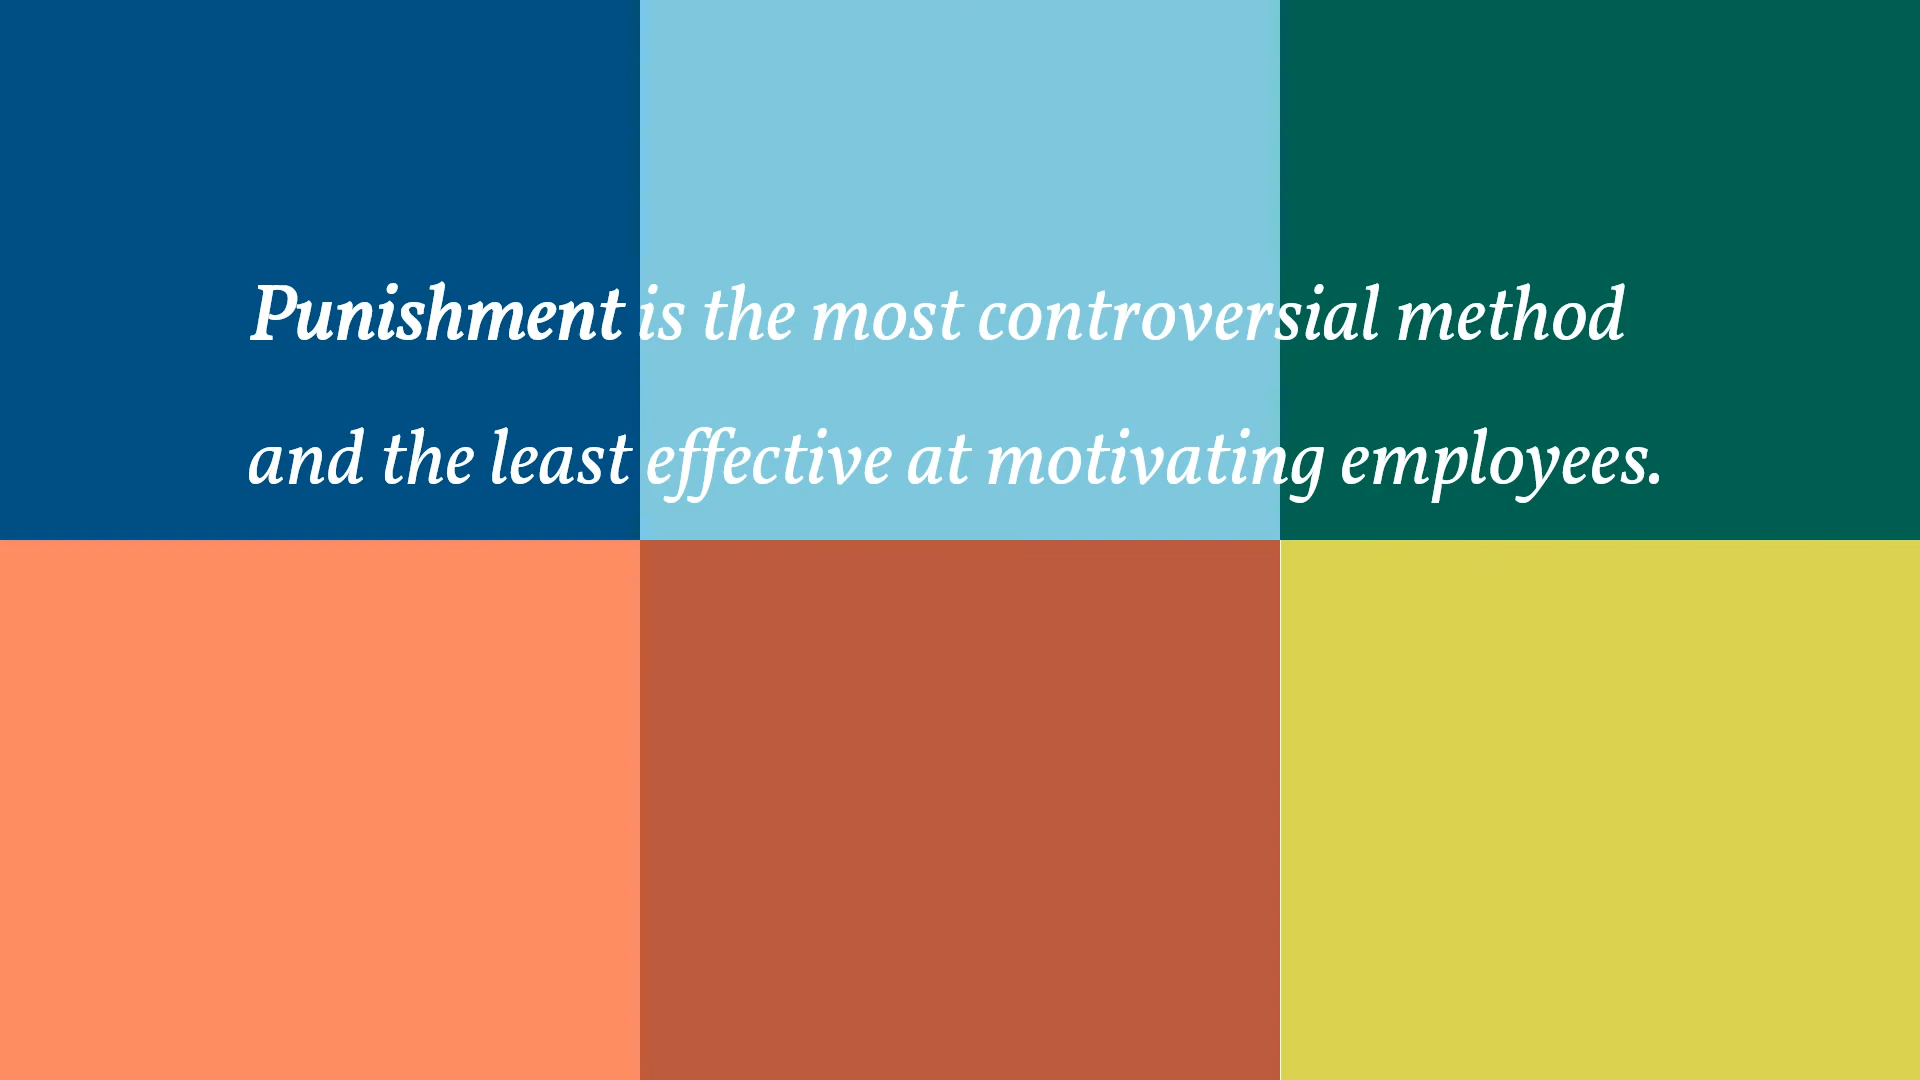 Punishment is the most controversial method
and the least effective at motivating employees.